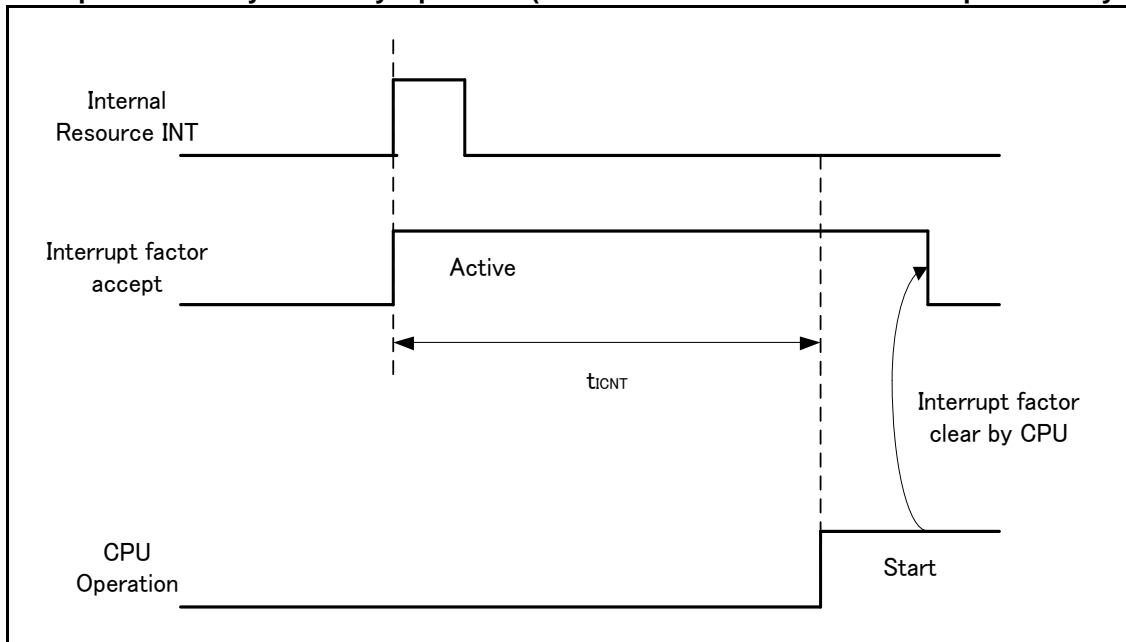 Internal
Resource INT
Interrupt factor
accept
Active
tICNT
Interrupt factor
clear by CPU
CPU
Operation
Start